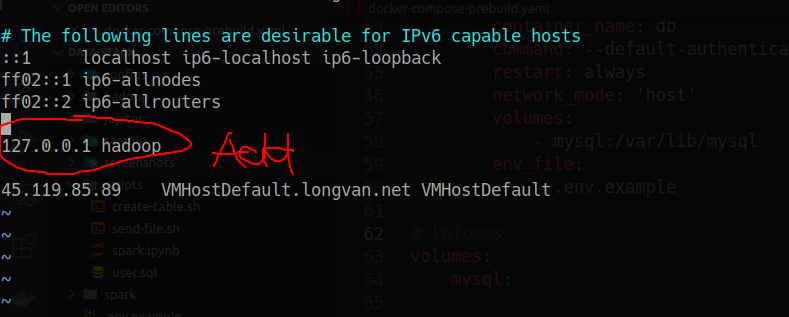 docker-compose-prebuild.yaml
OPEN EDITORS
# The following lines are desirable for IPv6 capable hosts
::1 localhost ip6-localhost ip6-loopback
ff02::1 ip6-allnodes
ff02::2 ip6-allrouters
127.0.0.1 hadoop
Add
45.119.85.89 VMHostDefault.longvan.net VMHostDefault
~
~
~
~
~
screenshots
create-table.sh
send-file.sh
spark.ipynb
user.sql
spark
.env.example
container_name: db
command: --default-authentica
restart: always
network_mode: 'host'
volumes:
- mysql:/var/lib/mysql
env_file:
.env.example
61
62 # Volumes
63 volumes:
64 mysql:
65